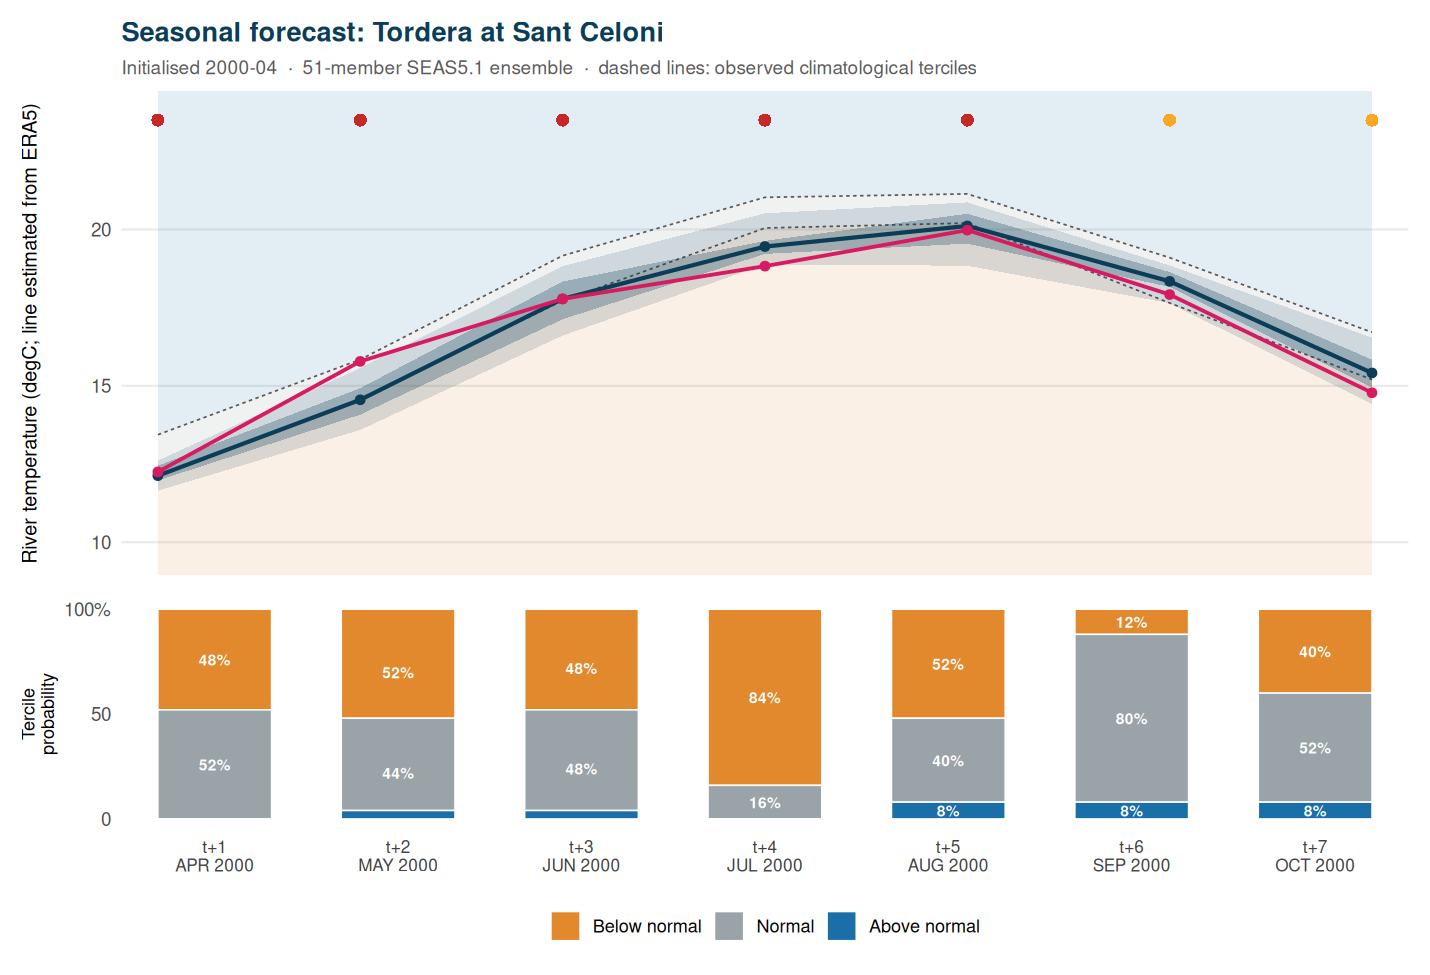 Seasonal forecast: Tordera at Sant Celoni
Initialised 2000-04 · 51-member SEAS5.1 ensemble · dashed lines: observed climatological terciles
River temperature (degC; line estimated from ERA5)
20
15
10
Tercile
probability
100%
50
0
48%
52%
48%
84%
52%
12%
40%
52%
44%
48%
16%
40%
80%
52%
8%
8%
8%
t+1
APR 2000
t+2
MAY 2000
t+3
JUN 2000
t+4
JUL 2000
t+5
AUG 2000
t+6
SEP 2000
t+7
OCT 2000
Below normal
Normal
Above normal